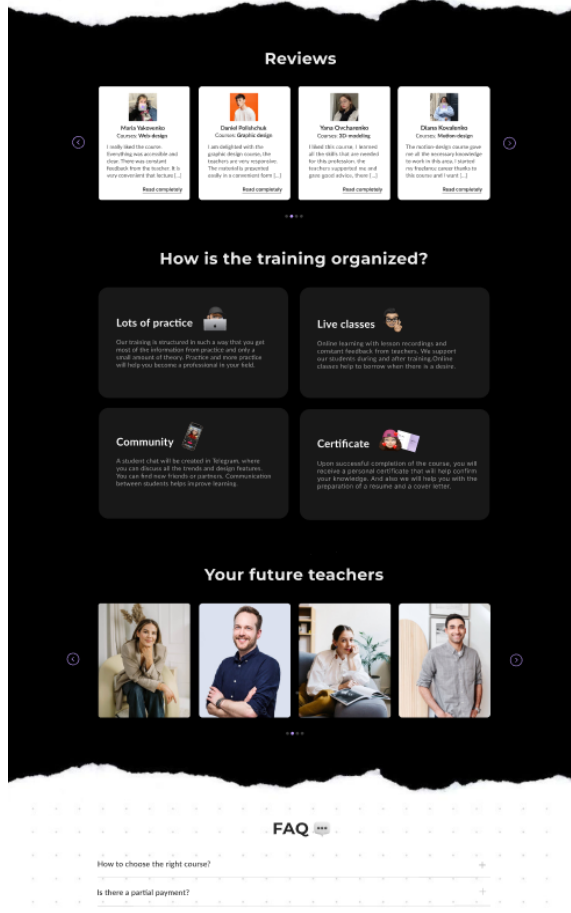 Reviews
Maria Yakovenko
Courses: Web-design
I really liked the course.
Everything was accessible and
clear. There was constant
feedback from the teacher. It is
very convenient that lecture [...]
Read completely
Daniel Polishchuk
Courses: Graphic design
I am delighted with the
graphic design course, the
teachers are very responsive.
The material is presented
easily in a convenient form [...]
Read completely
Yana Ovcharenko
Courses: 3D-modeling
I liked this course. I learned
all the skills that are needed
for this profession, the
teachers supported me and
gave good advice, there [...]
Read completely
Diana Kovalenko
Courses: Motion-design
The motion-design course gave
me all the necessary knowledge
to work in this area. I started
my freelance career thanks to
this course and I want [...]
Read completely
How is the training organized?
Lots of practice
Our training is structured in such a way that you get
most of the information from practice and only a
small amount of theory. Practice and more practice
will help you become a professional in your field.
Live classes
Online learning with lesson recordings and
constant feedback from teachers. We support
our students during and after training.Online
classes help to borrow when there is a desire.
Community
A student chat will be created in Telegram, where
you can discuss all the trends and design features.
You can find new friends or partners. Communication
between students helps improve learning.
Certificate
Upon successful completion of the course, you will
receive a personal certificate that will help confirm
your knowledge. And also we will help you with the
preparation of a resume and a cover letter.
Your future teachers
FAQ
How to choose the right course?
Is there a partial payment?